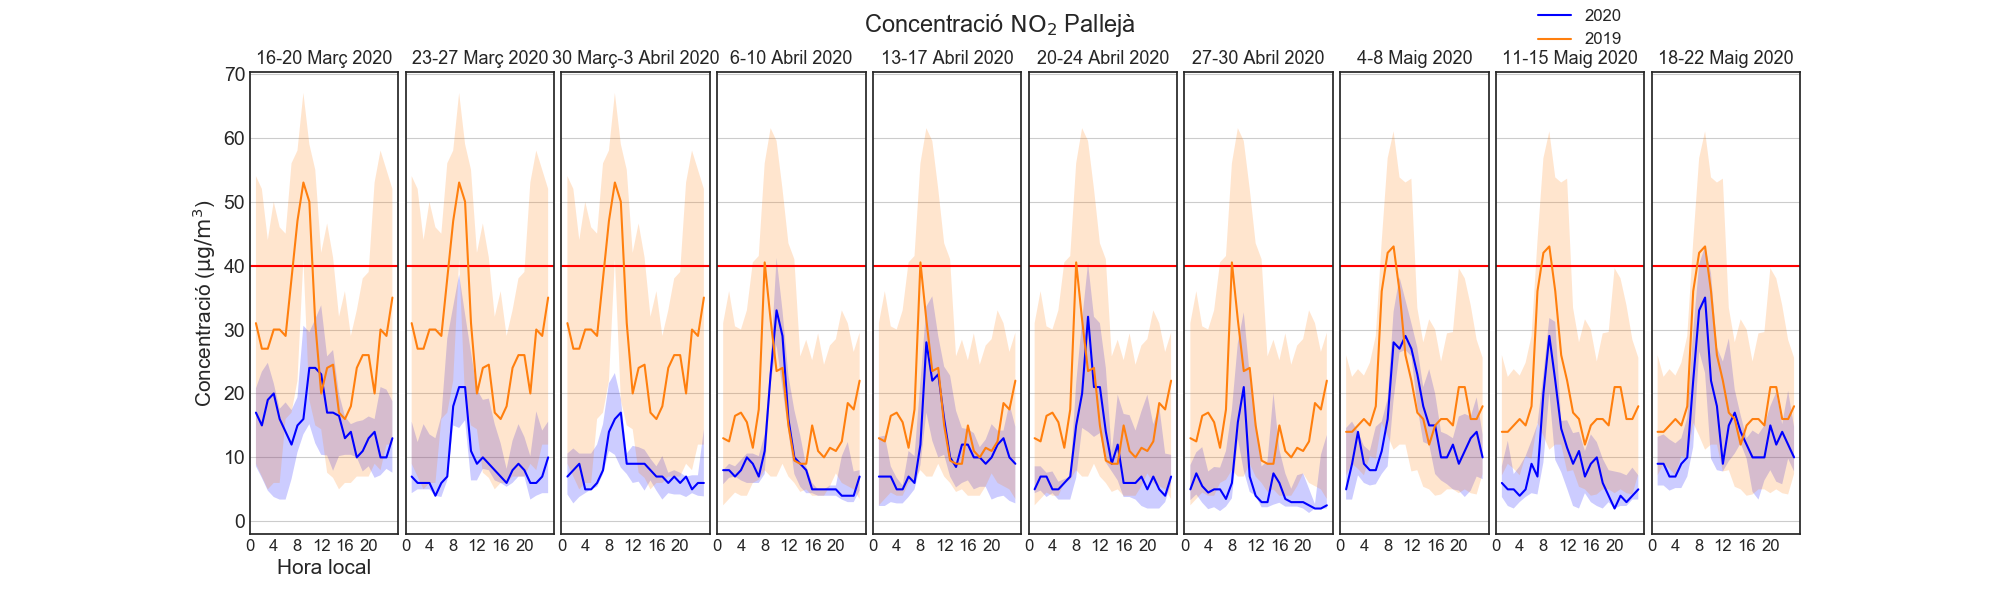 Concentració NO₂ Pallejà
2020
2019
16-20 Març 2020 23-27 Març 2020 30 Març-3 Abril 2020 6-10 Abril 2020 13-17 Abril 2020 20-24 Abril 2020 27-30 Abril 2020 4-8 Maig 2020 11-15 Maig 2020 18-22 Maig 2020
70
60
50
40
30
20
10
0
Concentració (µg/m³)
0 4 8 12 16 20 0 4 8 12 16 20 0 4 8 12 16 20 0 4 8 12 16 20 0 4 8 12 16 20 0 4 8 12 16 20 0 4 8 12 16 20 0 4 8 12 16 20 0 4 8 12 16 20 0 4 8 12 16 20
Hora local